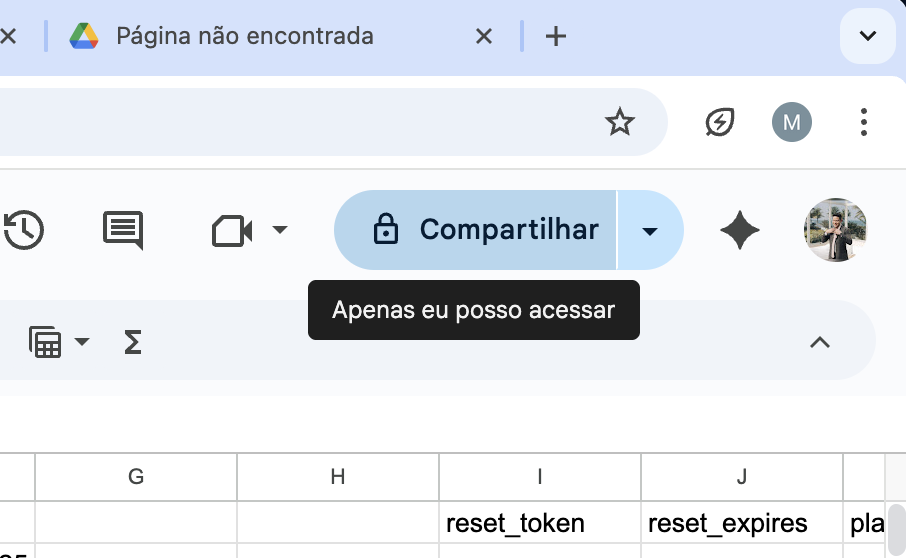 Página não encontrada
M
Compartilhar
Apenas eu posso acessar
Σ
G H I J
reset_token reset_expires pla